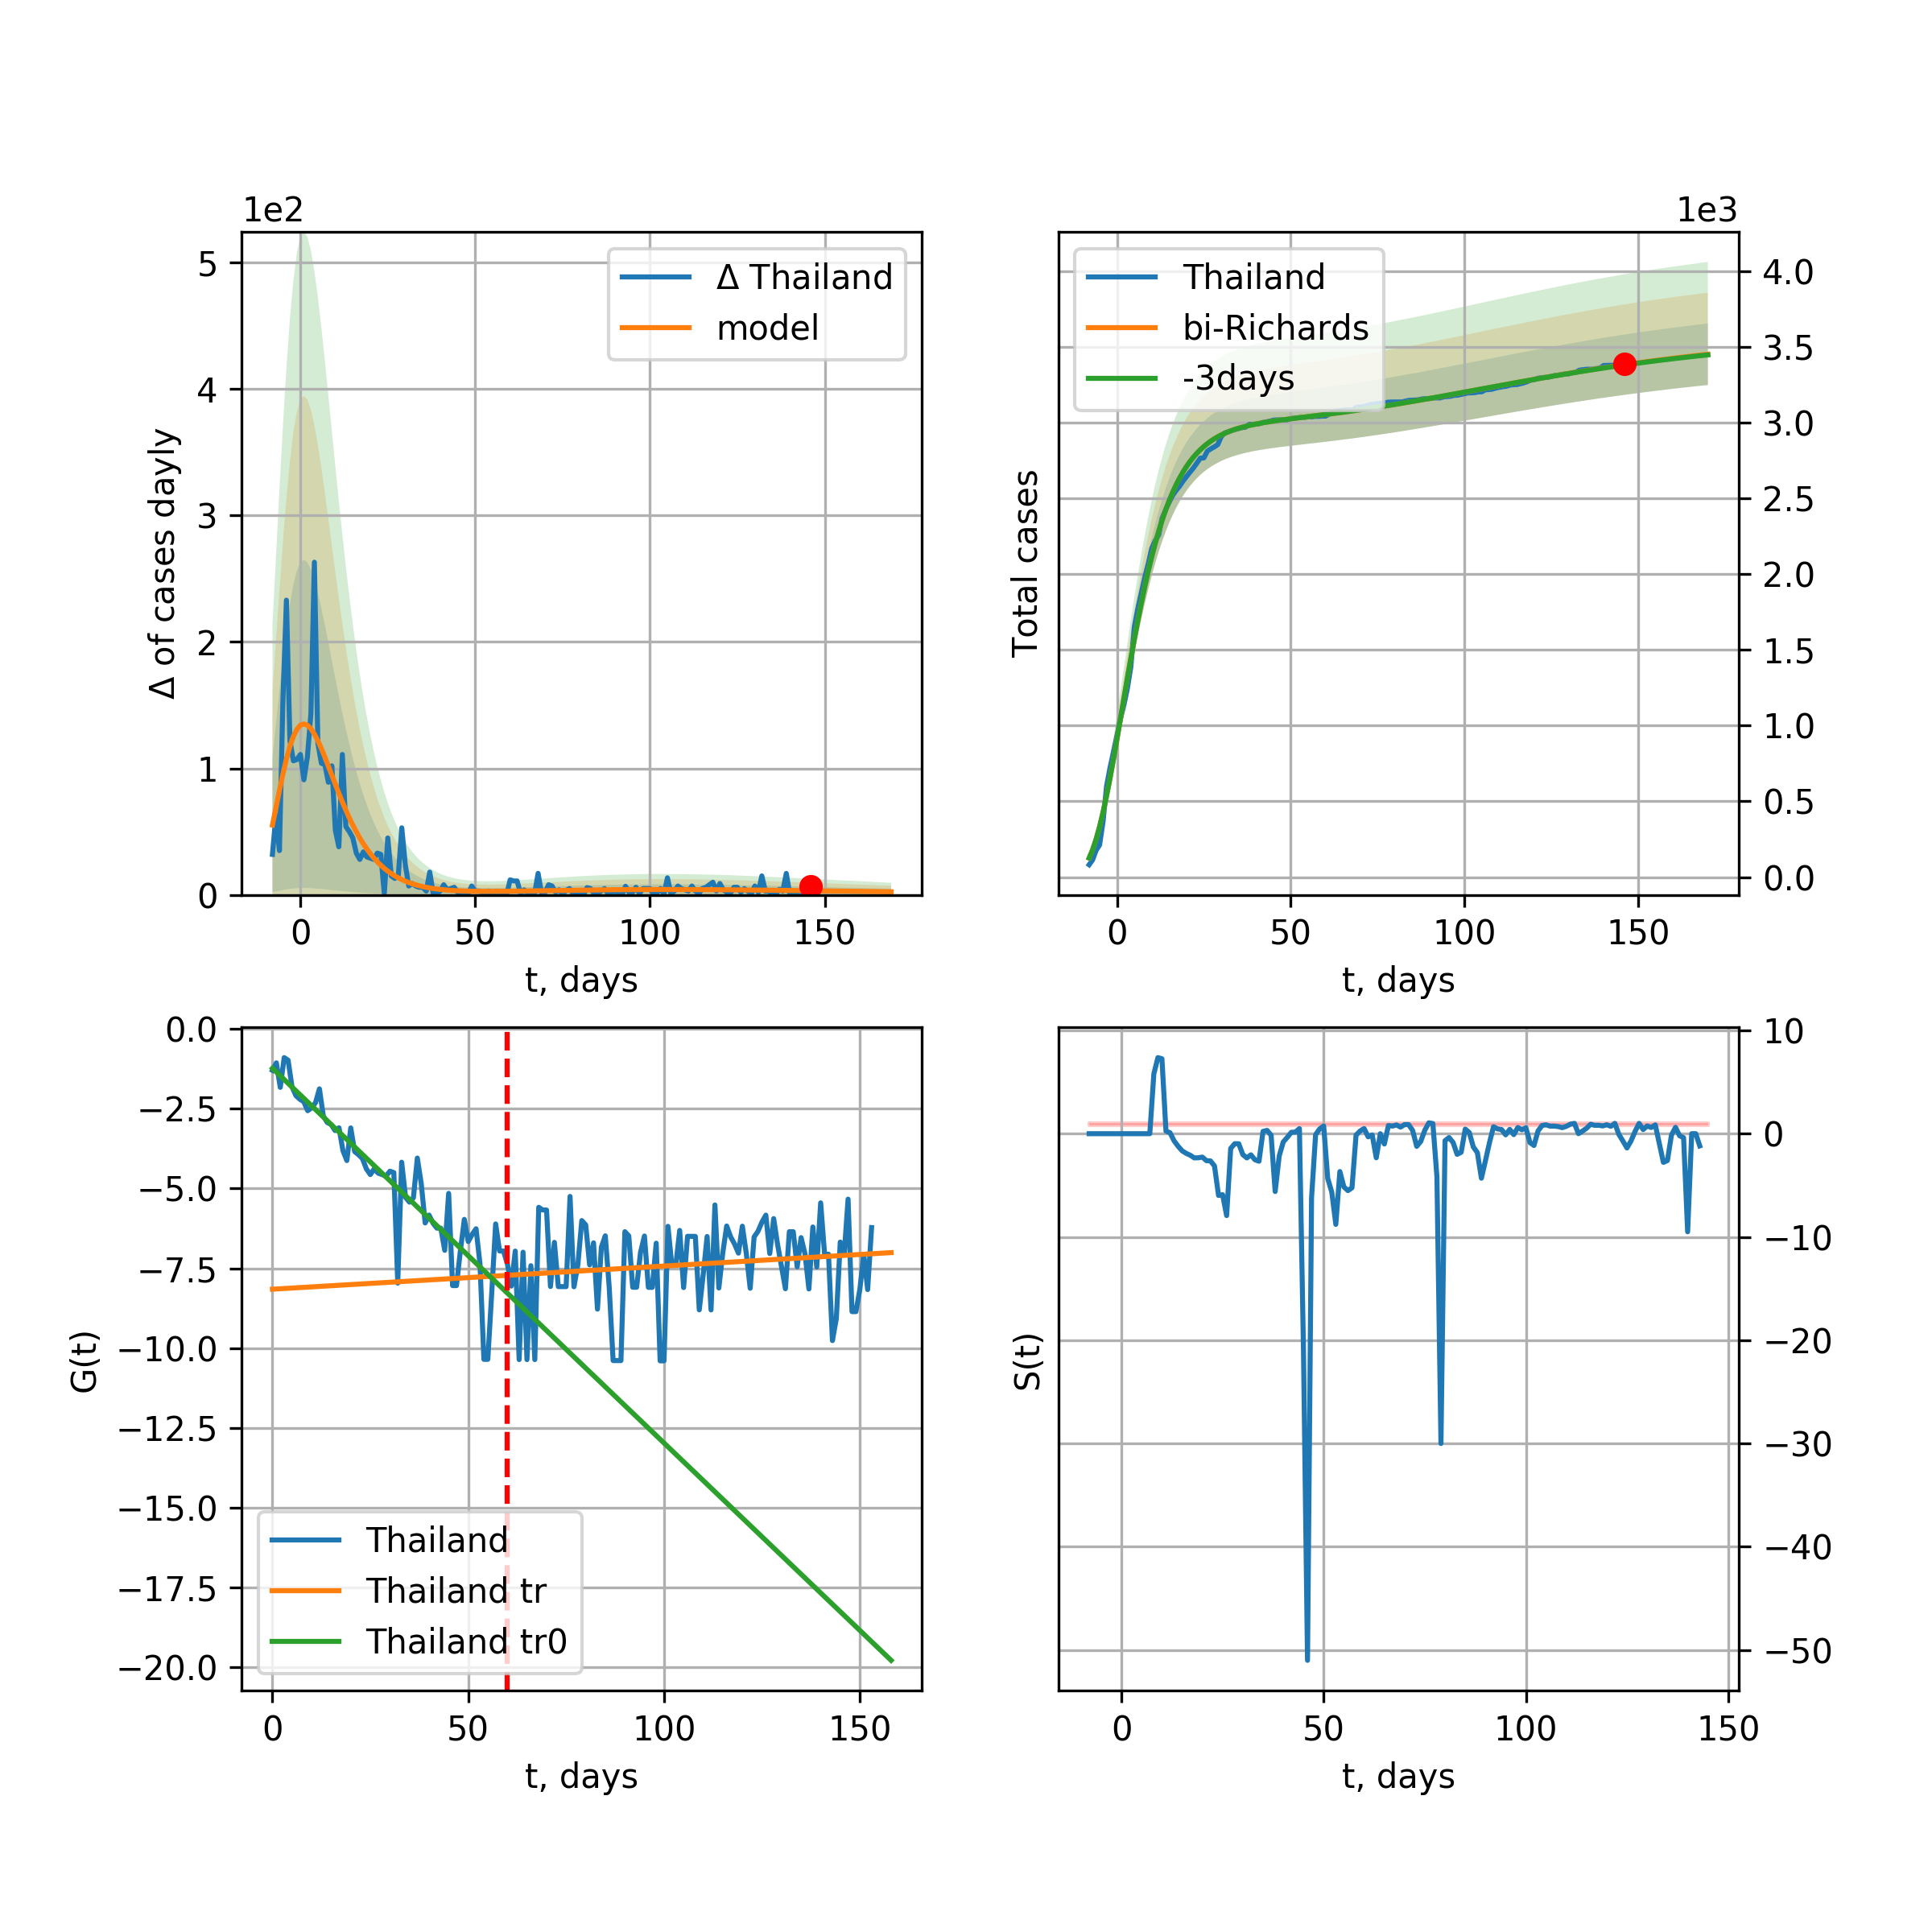 1e2
5
4
3
2
1
0
Δ of cases dayly
Δ Thailand
model
0 50 100 150
t, days
1e3
4.0
3.5
3.0
2.5
2.0
1.5
1.0
0.5
0.0
Total cases
Thailand
bi-Richards
-3days
0 50 100 150
t, days
0.0
−2.5
−5.0
−7.5
−10.0
−12.5
−15.0
−17.5
−20.0
G(t)
Thailand
Thailand tr
Thailand tr0
0 50 100 150
t, days
10
0
−10
−20
−30
−40
−50
S(t)
0 50 100 150
t, days